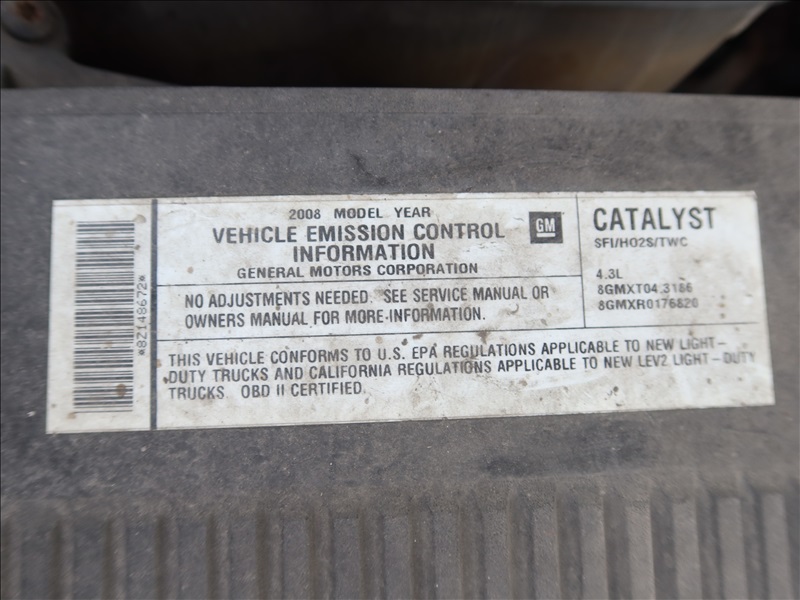 *82148672*
2008 MODEL YEAR
VEHICLE EMISSION CONTROL
INFORMATION
GENERAL MOTORS CORPORATION
GM
NO ADJUSTMENTS NEEDED. SEE SERVICE MANUAL OR
OWNERS MANUAL FOR MORE-INFORMATION.
CATALYST
SFI/HO2S/TWC
4.3L
8GMXT04.3186
8GMXR0176820
THIS VEHICLE CONFORMS TO U.S. EPA REGULATIONS APPLICABLE TO NEW LIGHT-
DUTY TRUCKS AND CALIFORNIA REGULATIONS APPLICABLE TO NEW LEV2 LIGHT-DUTY
TRUCKS. OBD II CERTIFIED.